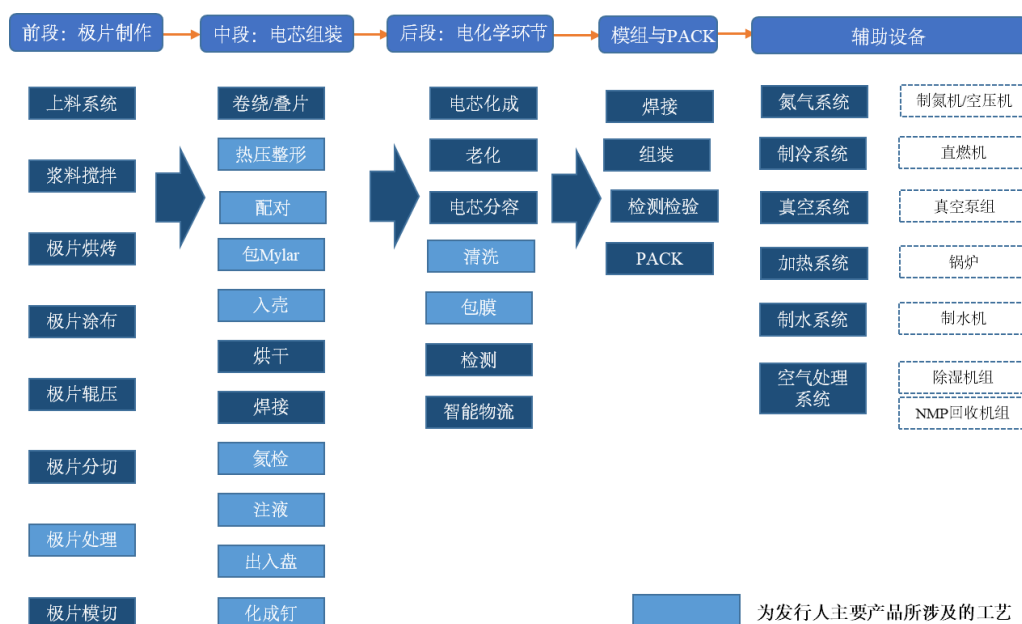 前段：极片制作
中段：电芯组装
后段：电化学环节
模组与PACK
辅助设备
上料系统
浆料搅拌
极片烘烤
极片涂布
极片辊压
极片分切
极片处理
极片模切
卷绕/叠片
热压整形
配对
包Mylar
入壳
烘干
焊接
氦检
注液
出入盘
化成钉
电芯化成
老化
电芯分容
清洗
包膜
检测
智能物流
焊接
组装
检测检验
PACK
氮气系统
制氮机/空压机
制冷系统
直燃机
真空系统
真空泵组
加热系统
锅炉
制水系统
制水机
空气处理
系统
除湿机组
NMP回收机组
为发行人主要产品所涉及的工艺